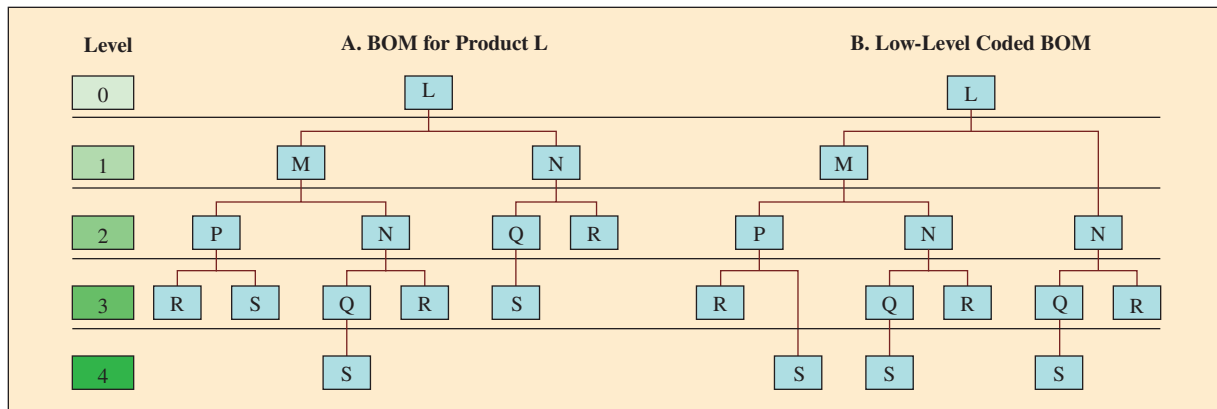 Level A. BOM for Product L B. Low-Level Coded BOM
0 L L
1 M N M
2 P N Q R P N N
3 R S Q R S R Q R Q R
4 S S S S